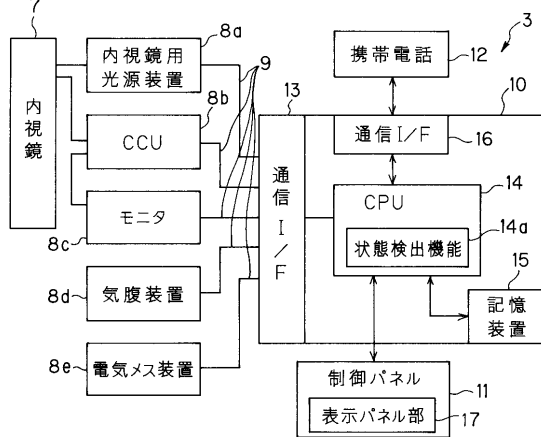 7
内視鏡
内視鏡用
光源装置
8a
CCU
8b
モニタ
8c
気腹装置
8d
電気メス装置
8e
9
13
通信I/F
携帯電話
12
3
10
通信I/F
16
CPU
14
状態検出機能
14a
15
記憶
装置
制御パネル
11
表示パネル部
17